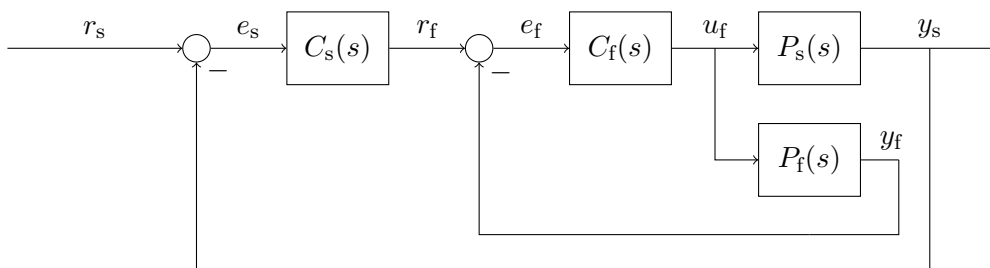 r_s e_s C_s(s) r_f e_f C_f(s) u_f P_s(s) y_s
− −
P_f(s) y_f